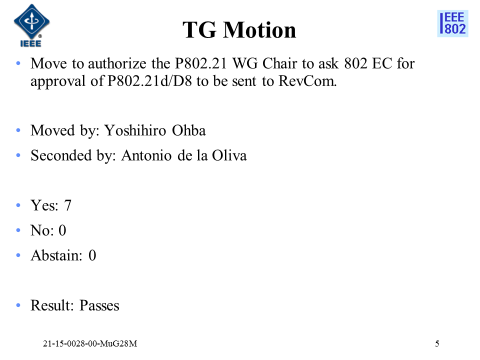 IEEE
TG Motion
IEEE
802
• Move to authorize the P802.21 WG Chair to ask 802 EC for
approval of P802.21d/D8 to be sent to RevCom.
• Moved by: Yoshihiro Ohba
• Seconded by: Antonio de la Oliva
• Yes: 7
• No: 0
• Abstain: 0
• Result: Passes
21-15-0028-00-MuG28M
5